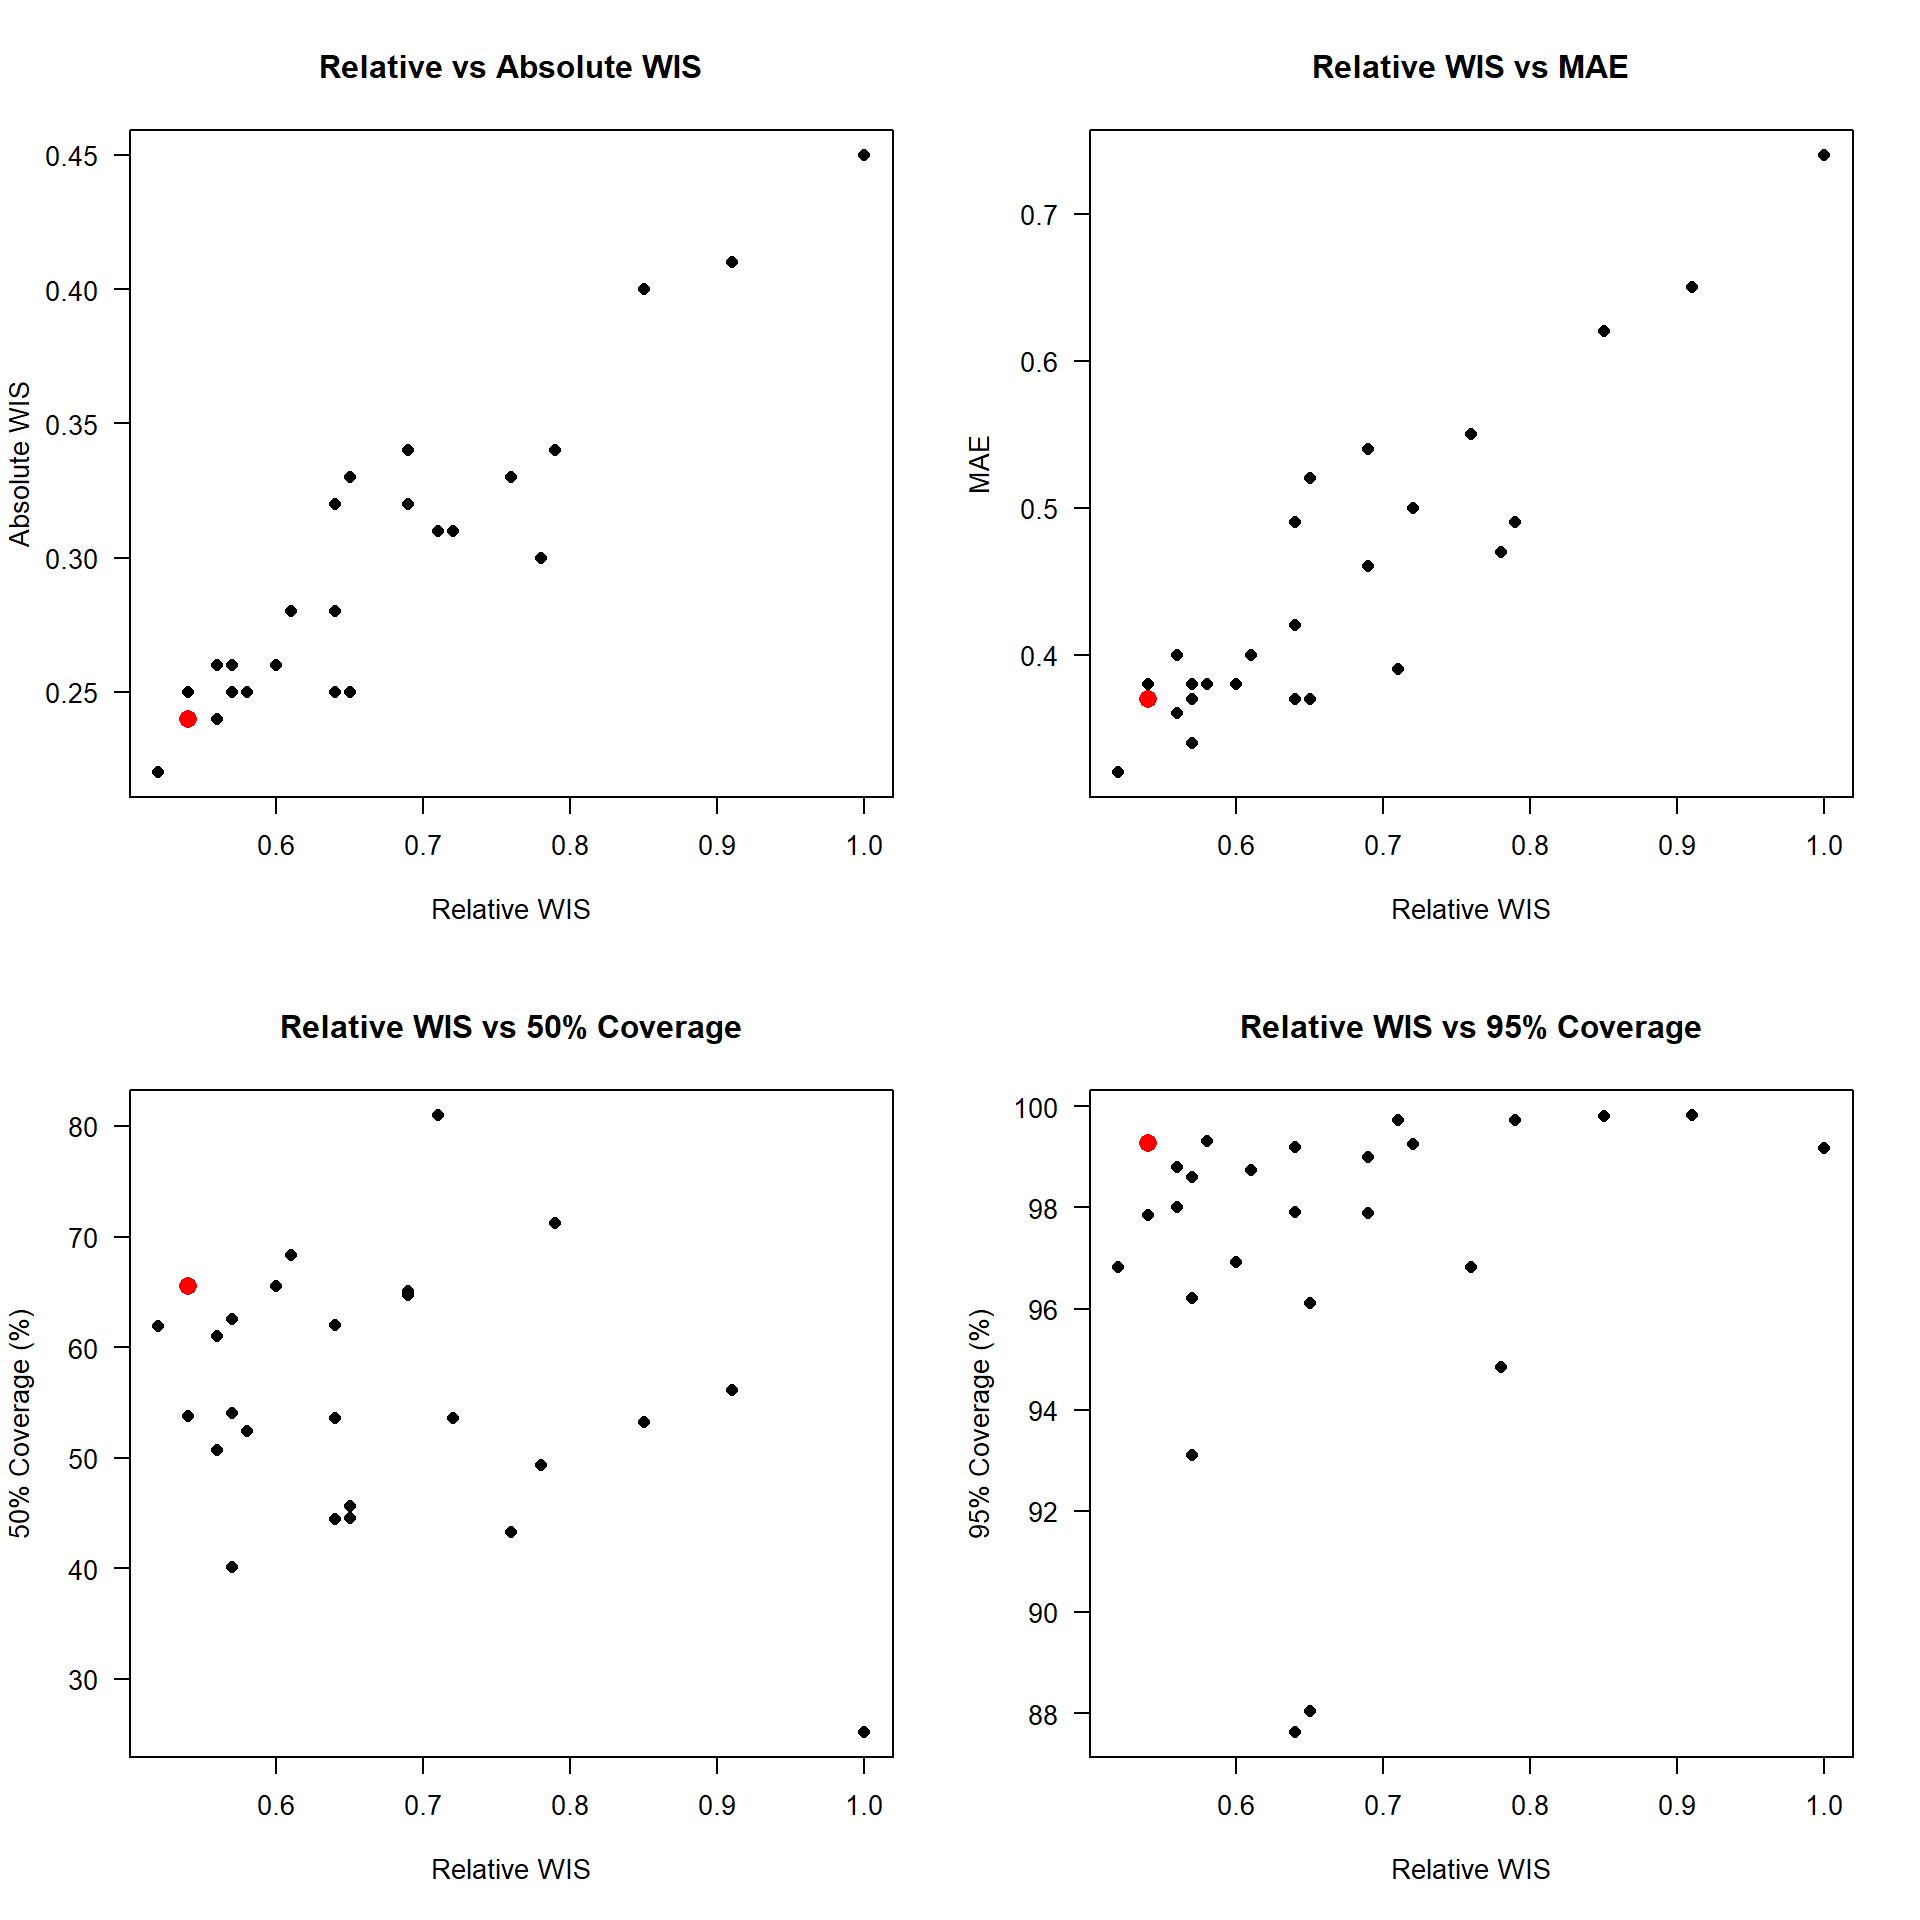 Relative vs Absolute WIS
0.45
0.40
0.35
0.30
0.25
Absolute WIS
0.6 0.7 0.8 0.9 1.0
Relative WIS
Relative WIS vs MAE
0.7
0.6
0.5
0.4
MAE
0.6 0.7 0.8 0.9 1.0
Relative WIS
Relative WIS vs 50% Coverage
80
70
60
50
40
30
50% Coverage (%)
0.6 0.7 0.8 0.9 1.0
Relative WIS
Relative WIS vs 95% Coverage
100
98
96
94
92
90
88
95% Coverage (%)
0.6 0.7 0.8 0.9 1.0
Relative WIS